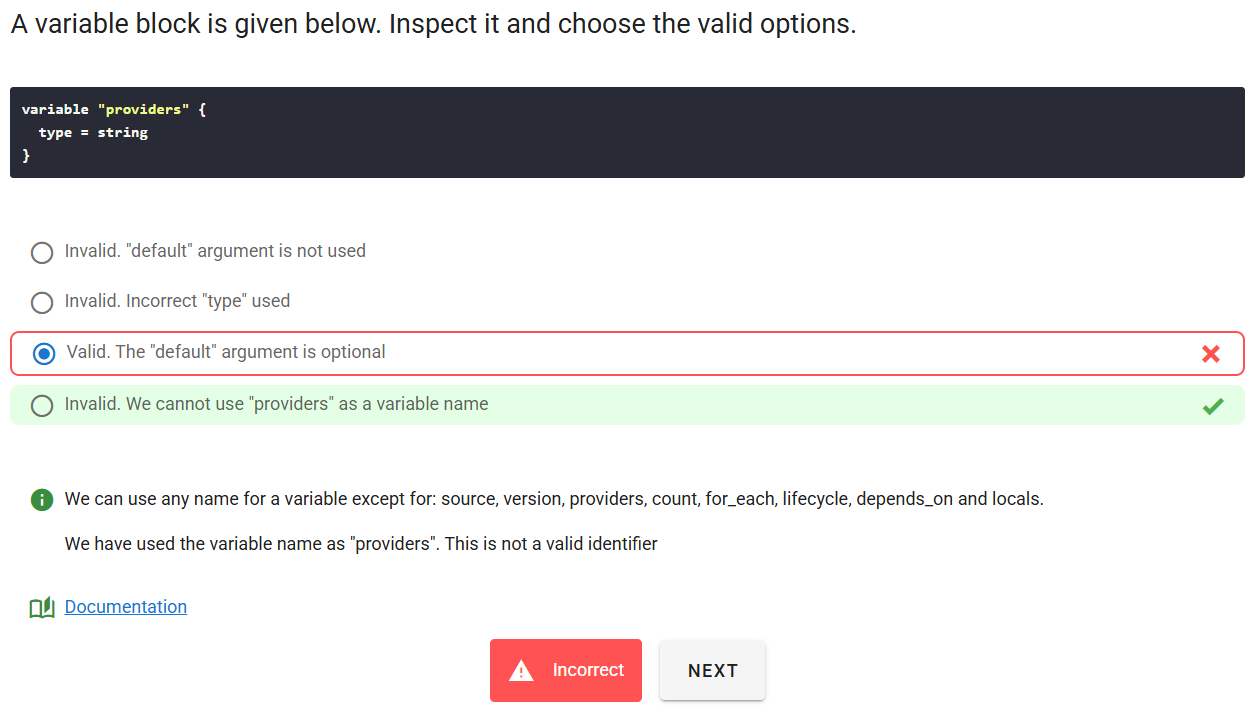 A variable block is given below. Inspect it and choose the valid options.
variable "providers" {
  type = string
}
Invalid. "default" argument is not used
Invalid. Incorrect "type" used
Valid. The "default" argument is optional
Invalid. We cannot use "providers" as a variable name
We can use any name for a variable except for: source, version, providers, count, for_each, lifecycle, depends_on and locals.
We have used the variable name as "providers". This is not a valid identifier
Documentation
Incorrect
NEXT